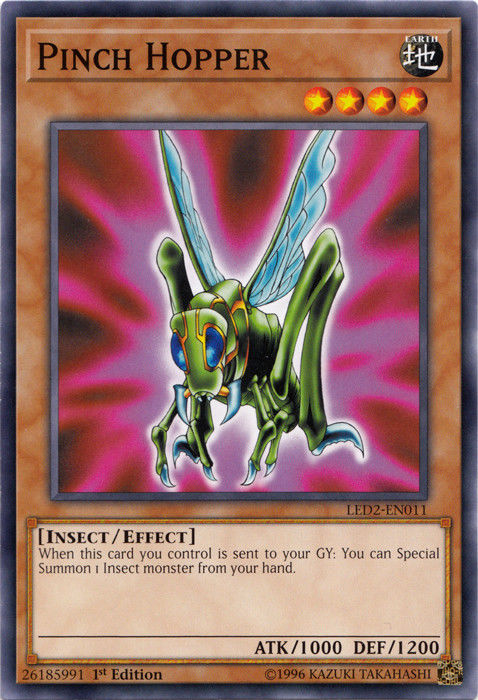 PINCH HOPPER
EARTH
地
LED2-EN011
[INSECT/EFFECT]
When this card you control is sent to your GY: You can Special
Summon 1 Insect monster from your hand.
ATK/1000 DEF/1200
26185991 1st Edition
©1996 KAZUKI TAKAHASHI